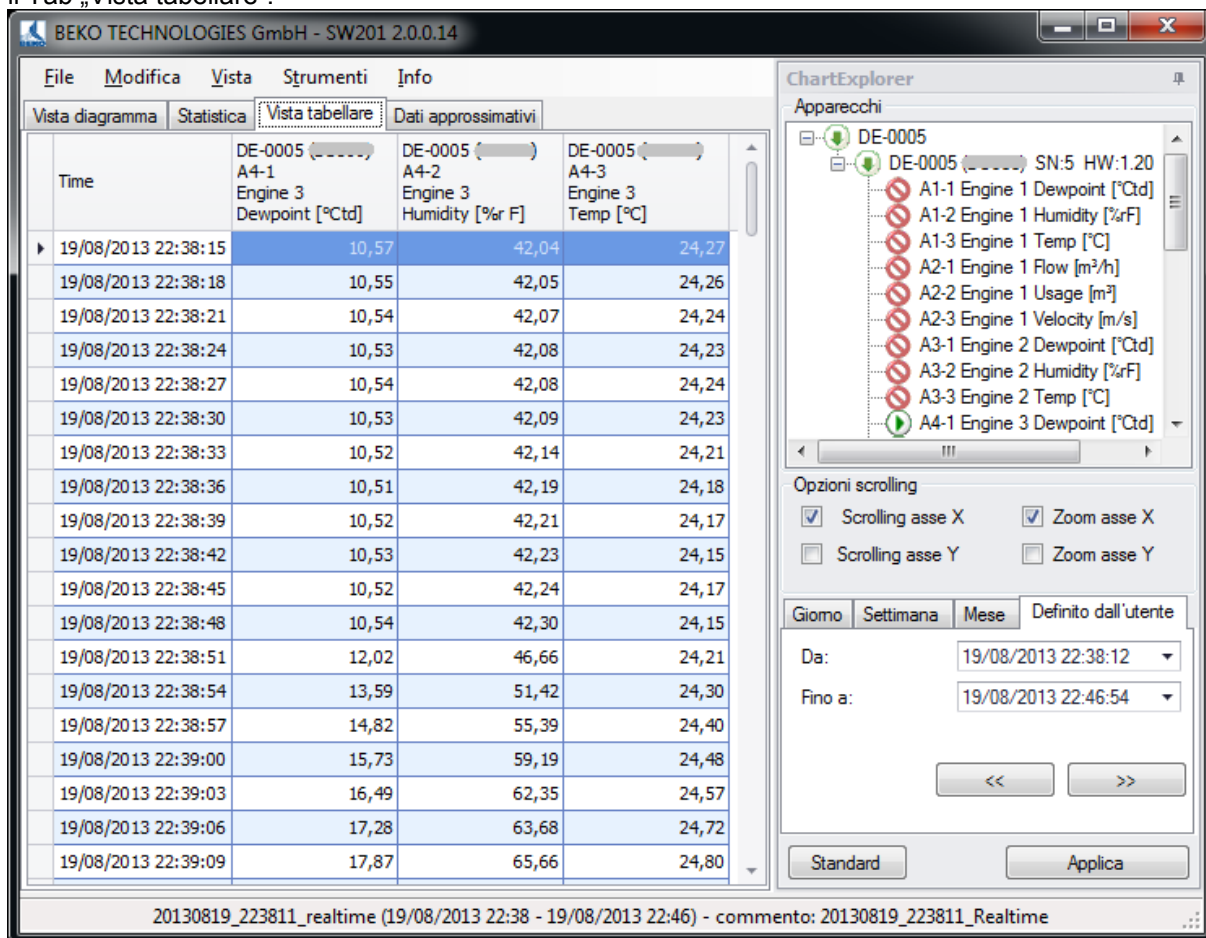 il Tab „Vista tabellare“.
BEKO TECHNOLOGIES GmbH - SW201 2.0.0.14
File Modifica Vista Strumenti Info
Vista diagramma Statistica Vista tabellare Dati approssimativi
Time
DE-0005 ( )
A4-1
Engine 3
Dewpoint [°Ctd]
DE-0005 ( )
A4-2
Engine 3
Humidity [%r F]
DE-0005 ( )
A4-3
Engine 3
Temp [°C]
19/08/2013 22:38:15 10,57 42,04 24,27
19/08/2013 22:38:18 10,55 42,05 24,26
19/08/2013 22:38:21 10,54 42,07 24,24
19/08/2013 22:38:24 10,53 42,08 24,23
19/08/2013 22:38:27 10,54 42,08 24,24
19/08/2013 22:38:30 10,53 42,09 24,23
19/08/2013 22:38:33 10,52 42,14 24,21
19/08/2013 22:38:36 10,51 42,19 24,18
19/08/2013 22:38:39 10,52 42,21 24,17
19/08/2013 22:38:42 10,53 42,23 24,15
19/08/2013 22:38:45 10,52 42,24 24,17
19/08/2013 22:38:48 10,54 42,30 24,15
19/08/2013 22:38:51 12,02 46,66 24,21
19/08/2013 22:38:54 13,59 51,42 24,30
19/08/2013 22:38:57 14,82 55,39 24,40
19/08/2013 22:39:00 15,73 59,19 24,48
19/08/2013 22:39:03 16,49 62,35 24,57
19/08/2013 22:39:06 17,28 63,68 24,72
19/08/2013 22:39:09 17,87 65,66 24,80
ChartExplorer
Apparecchi
DE-0005
DE-0005 ( ) SN:5 HW:1.20
A1-1 Engine 1 Dewpoint [°Ctd]
A1-2 Engine 1 Humidity [%rF]
A1-3 Engine 1 Temp [°C]
A2-1 Engine 1 Flow [m³/h]
A2-2 Engine 1 Usage [m³]
A2-3 Engine 1 Velocity [m/s]
A3-1 Engine 2 Dewpoint [°Ctd]
A3-2 Engine 2 Humidity [%rF]
A3-3 Engine 2 Temp [°C]
A4-1 Engine 3 Dewpoint [°Ctd]
Opzioni scrolling
Scrolling asse X Zoom asse X
Scrolling asse Y Zoom asse Y
Giorno Settimana Mese Definito dall'utente
Da: 19/08/2013 22:38:12
Fino a: 19/08/2013 22:46:54
<< >>
Standard Applica
20130819_223811_realtime (19/08/2013 22:38 - 19/08/2013 22:46) - commento: 20130819_223811_Realtime